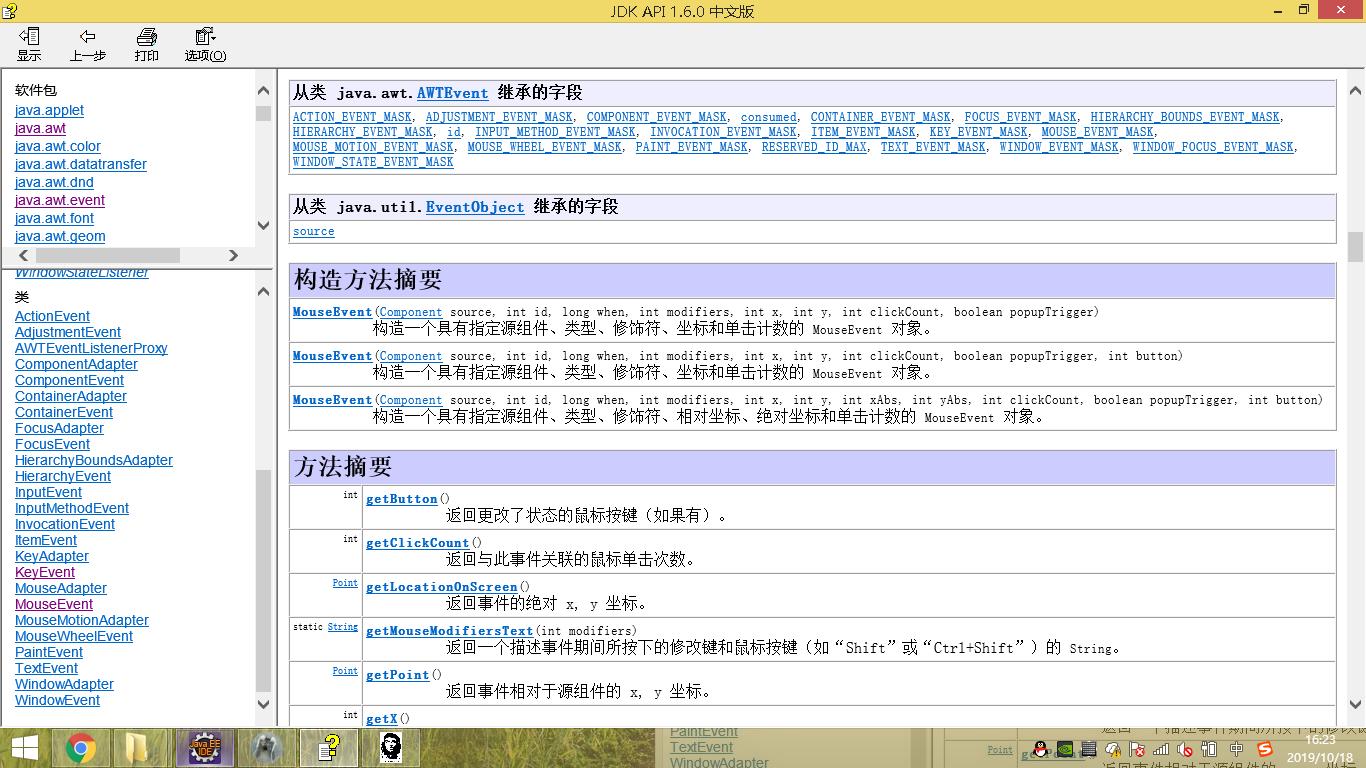 JDK API 1.6.0 中文版
显示
上一步
打印
选项(O)
软件包
java.applet
java.awt
java.awt.color
java.awt.datatransfer
java.awt.dnd
java.awt.event
java.awt.font
java.awt.geom
WindowStateListener
类
ActionEvent
AdjustmentEvent
AWTEventListenerProxy
ComponentAdapter
ComponentEvent
ContainerAdapter
ContainerEvent
FocusAdapter
FocusEvent
HierarchyBoundsAdapter
HierarchyEvent
InputEvent
InputMethodEvent
InvocationEvent
ItemEvent
KeyAdapter
KeyEvent
MouseAdapter
MouseEvent
MouseMotionAdapter
MouseWheelEvent
PaintEvent
TextEvent
WindowAdapter
WindowEvent
从类 java.awt.AWTEvent 继承的字段
ACTION_EVENT_MASK, ADJUSTMENT_EVENT_MASK, COMPONENT_EVENT_MASK, consumed, CONTAINER_EVENT_MASK, FOCUS_EVENT_MASK, HIERARCHY_BOUNDS_EVENT_MASK,
HIERARCHY_EVENT_MASK, id, INPUT_METHOD_EVENT_MASK, INVOCATION_EVENT_MASK, ITEM_EVENT_MASK, KEY_EVENT_MASK, MOUSE_EVENT_MASK,
MOUSE_MOTION_EVENT_MASK, MOUSE_WHEEL_EVENT_MASK, PAINT_EVENT_MASK, RESERVED_ID_MAX, TEXT_EVENT_MASK, WINDOW_EVENT_MASK, WINDOW_FOCUS_EVENT_MASK,
WINDOW_STATE_EVENT_MASK
从类 java.util.EventObject 继承的字段
source
构造方法摘要
MouseEvent(Component source, int id, long when, int modifiers, int x, int y, int clickCount, boolean popupTrigger)
构造一个具有指定源组件、类型、修饰符、坐标和单击计数的 MouseEvent 对象。
MouseEvent(Component source, int id, long when, int modifiers, int x, int y, int clickCount, boolean popupTrigger, int button)
构造一个具有指定源组件、类型、修饰符、坐标和单击计数的 MouseEvent 对象。
MouseEvent(Component source, int id, long when, int modifiers, int x, int y, int xAbs, int yAbs, int clickCount, boolean popupTrigger, int button)
构造一个具有指定源组件、类型、修饰符、相对坐标、绝对坐标和单击计数的 MouseEvent 对象。
方法摘要
int getButton()
返回更改了状态的鼠标按键（如果有）。
int getClickCount()
返回与此事件关联的鼠标单击次数。
Point getLocationOnScreen()
返回事件的绝对 x, y 坐标。
static String getMouseModifiersText(int modifiers)
返回一个描述事件期间所按下的修改键和鼠标按键（如“Shift”或“Ctrl+Shift”）的 String。
Point getPoint()
返回事件相对于源组件的 x, y 坐标。
int getX()
Java EE
IDE
PaintEvent
TextEvent
WindowAdapter
Point
中
16:23
2019/10/18